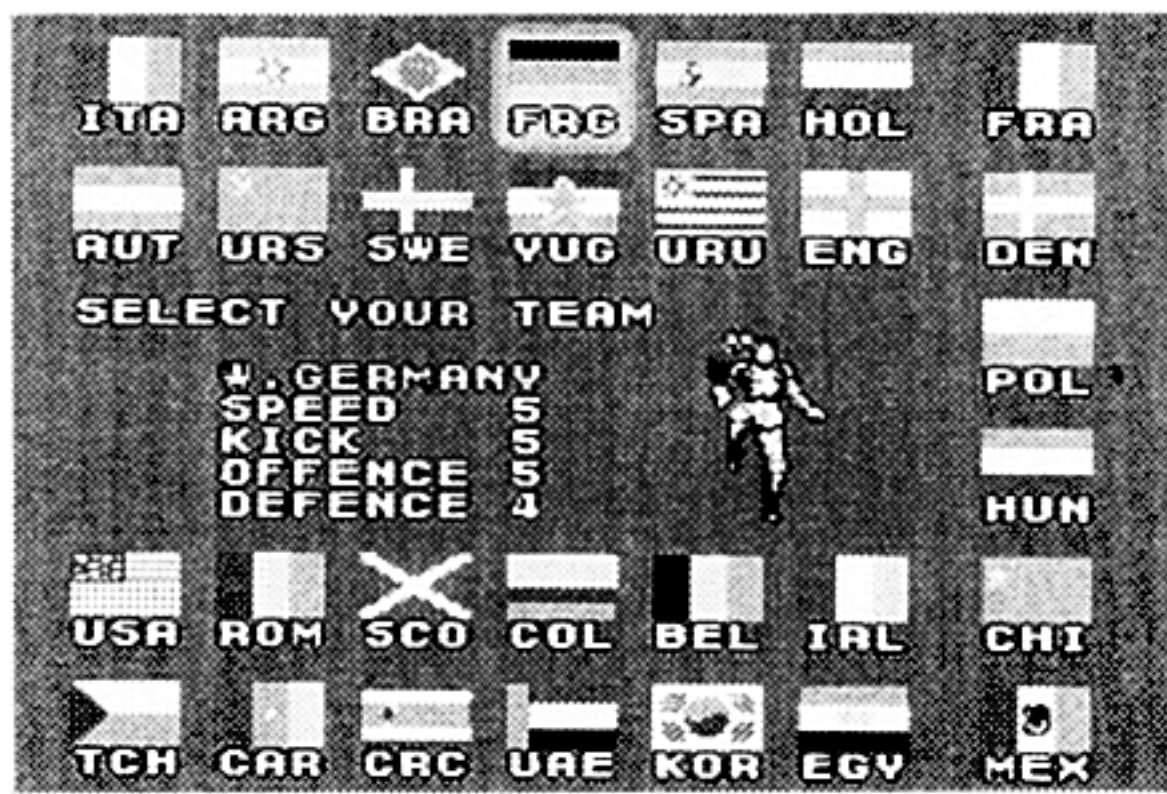 ITA ARG BRA FRG SPA HOL FRA
AUT URS SWE YUG URU ENG DEN
SELECT YOUR TEAM
POL
W.GERMANY
SPEED 5
KICK 5
OFFENCE 5
DEFENCE 4
HUN
USA ROM SCO COL BEL IRL CHI
TCH CAR CRC UAE KOR EGY MEX